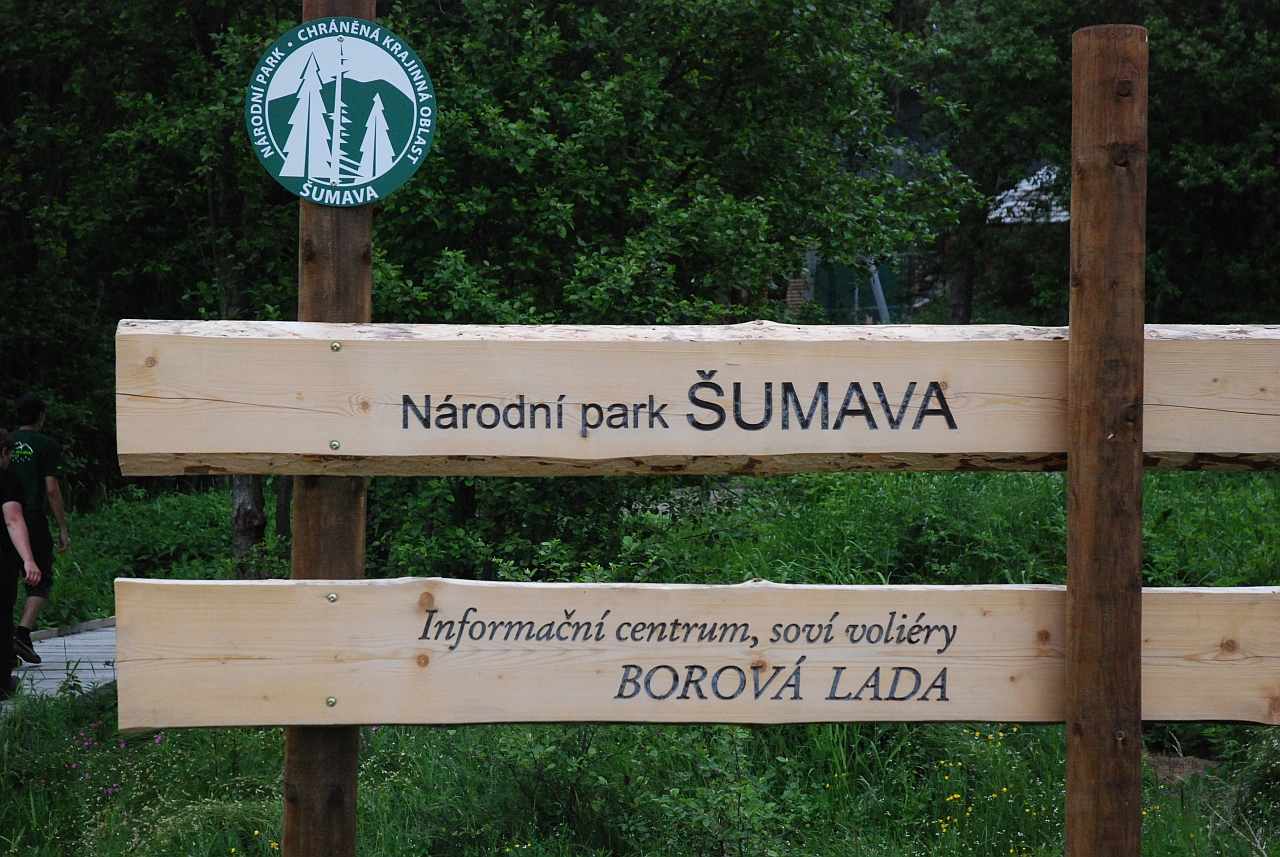 NÁRODNÍ PARK • CHRÁNĚNÁ KRAJINNÁ OBLAST
ŠUMAVA
Národní park ŠUMAVA
Informační centrum, soví voliéry
BOROVÁ LADA